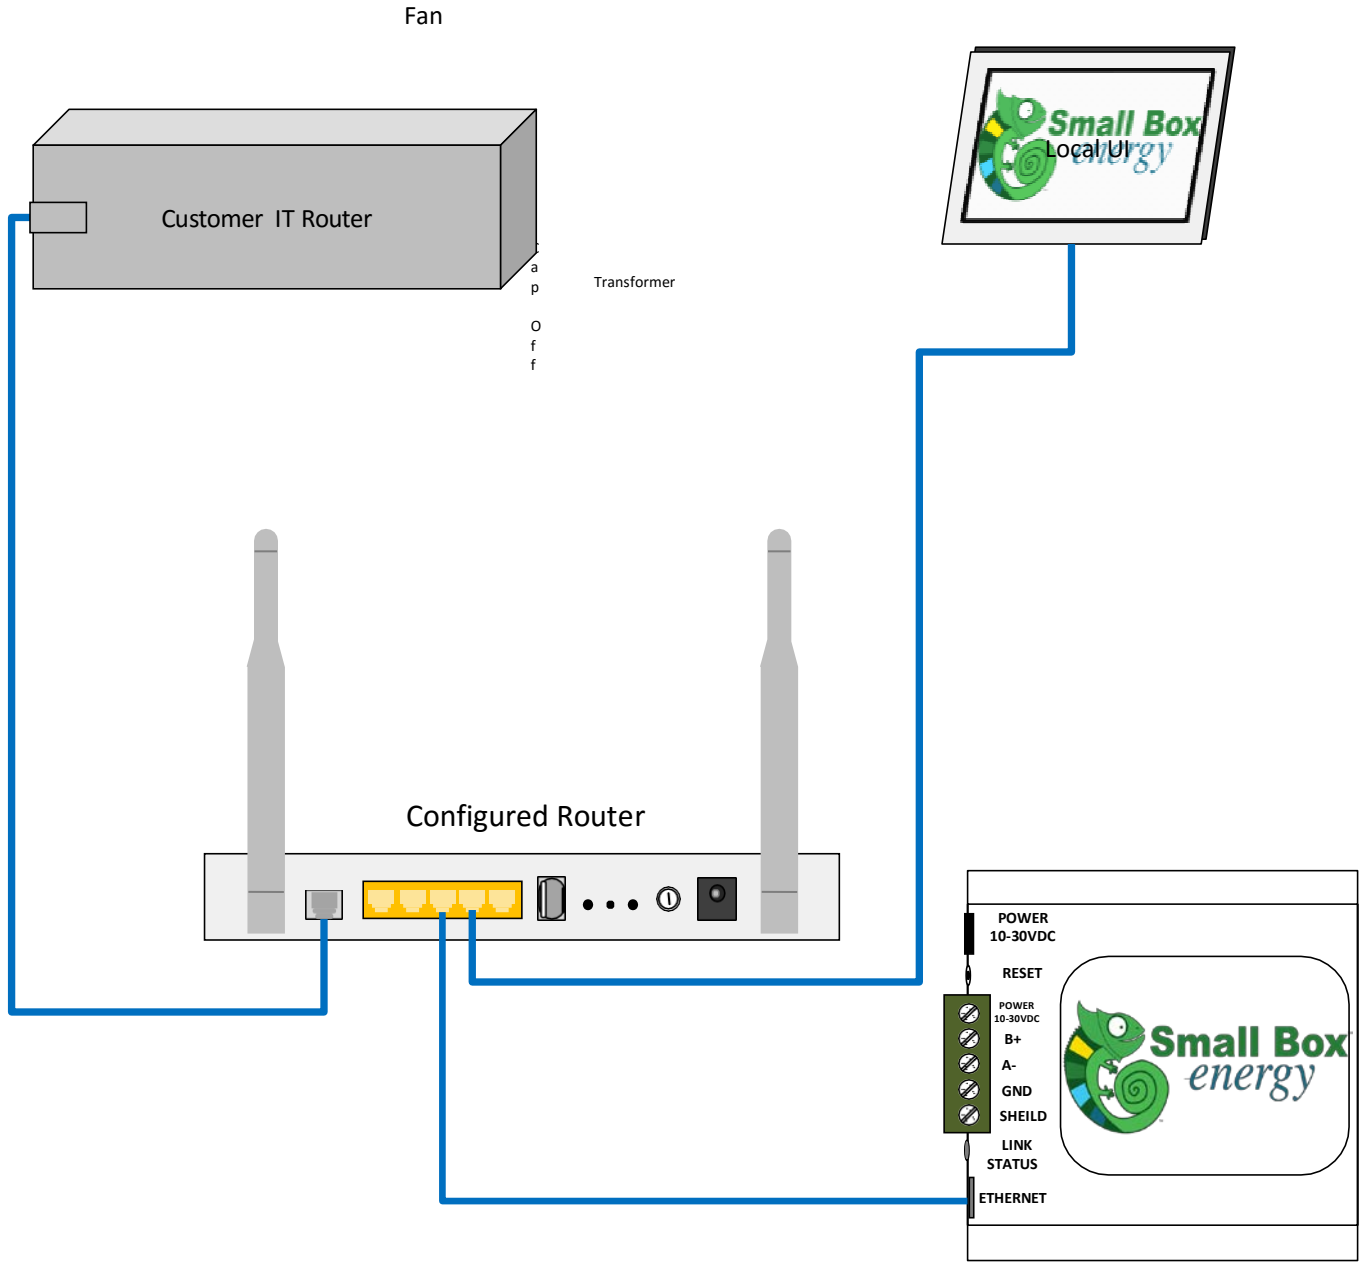 Fan
Small Box
energy
Local UI
Customer IT Router
a
p
Transformer
O
f
f
Configured Router
POWER
10-30VDC
RESET
POWER
10-30VDC
B+
A-
GND
SHEILD
LINK
STATUS
ETHERNET
Small Box
energy